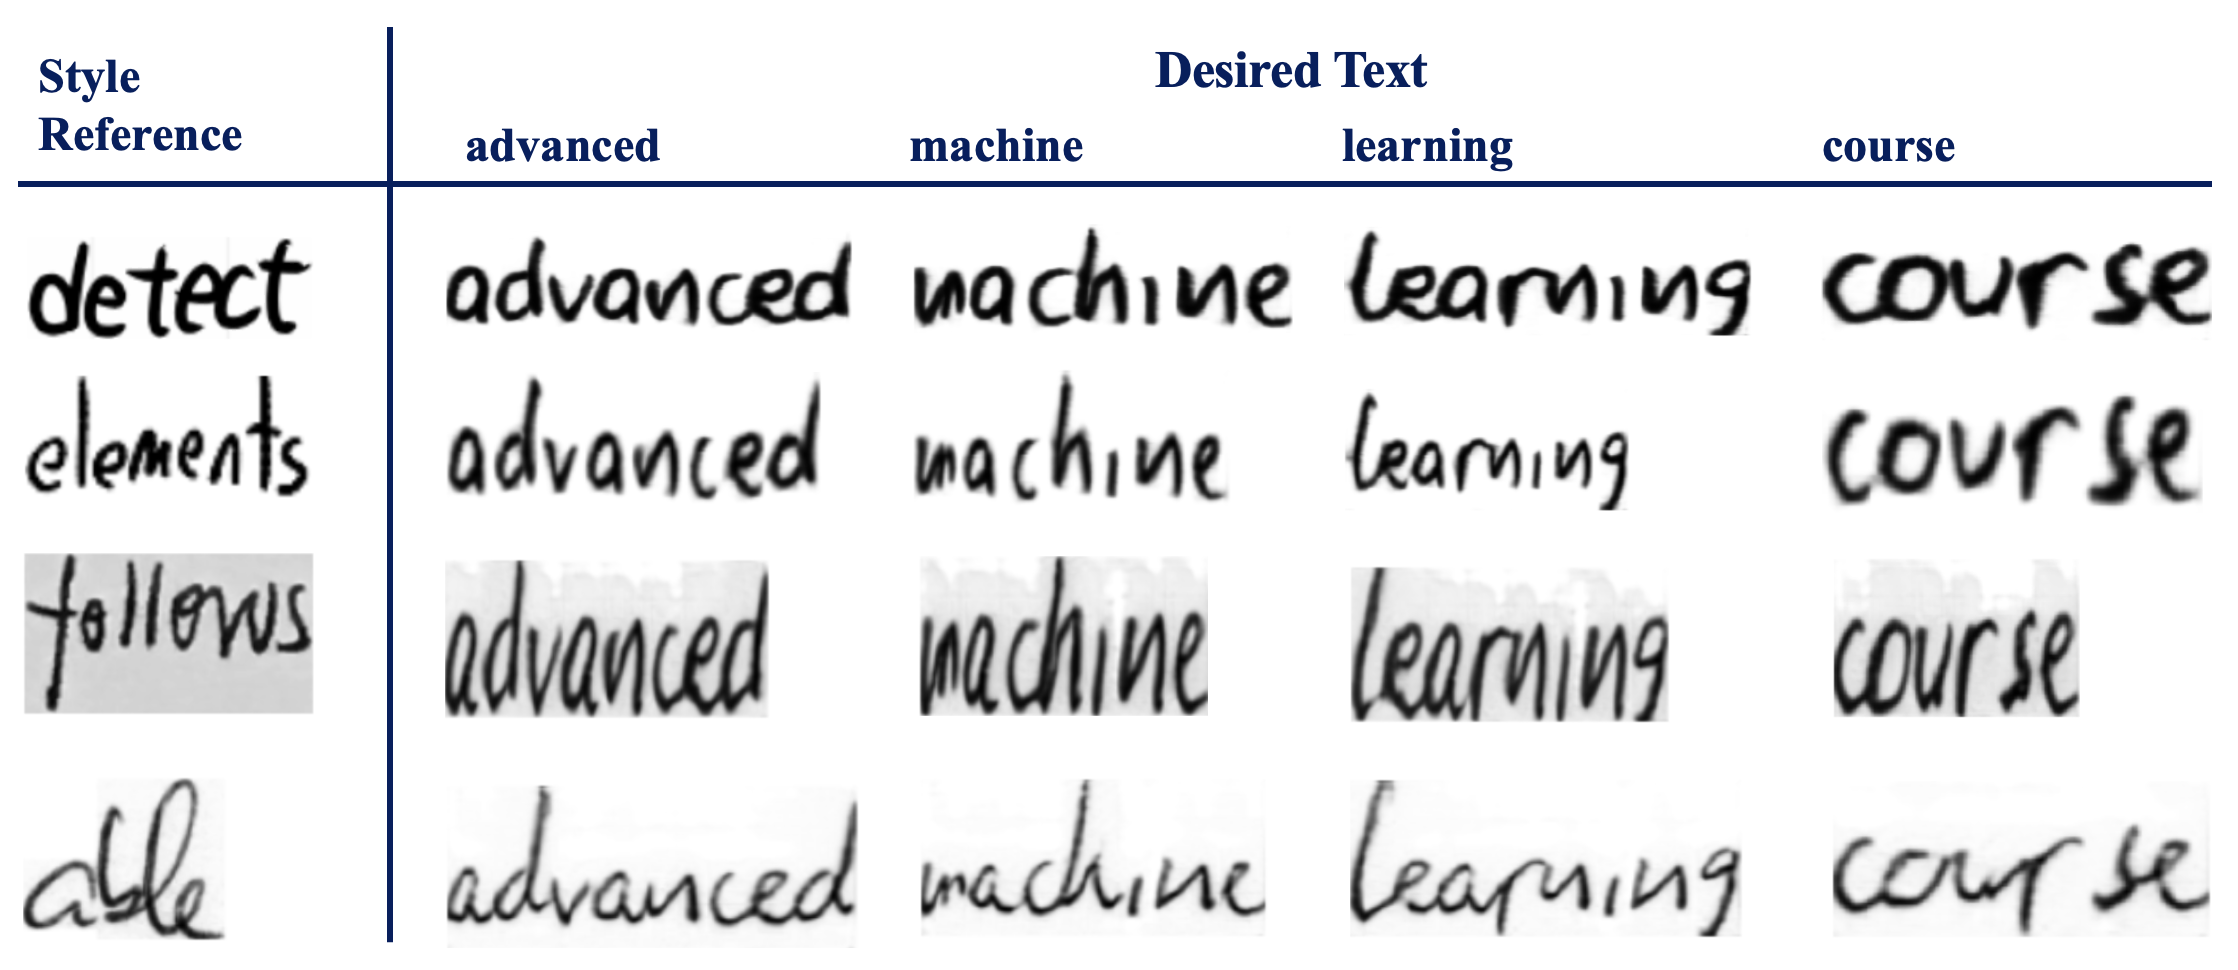 Style
Reference
Desired Text
advanced machine learning course
detect advanced machine learning course
elements advanced machine learning course
follows advanced machine learning course
able advanced machine learning course